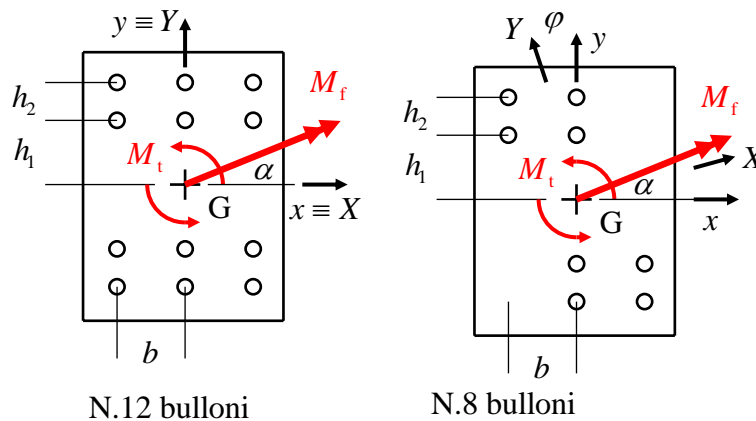 y ≡ Y
h₂
h₁
M_f
M_t
α
G
x ≡ X
b
N.12 bulloni
Y
φ
y
h₂
h₁
M_f
M_t
X
α
G
x
b
N.8 bulloni